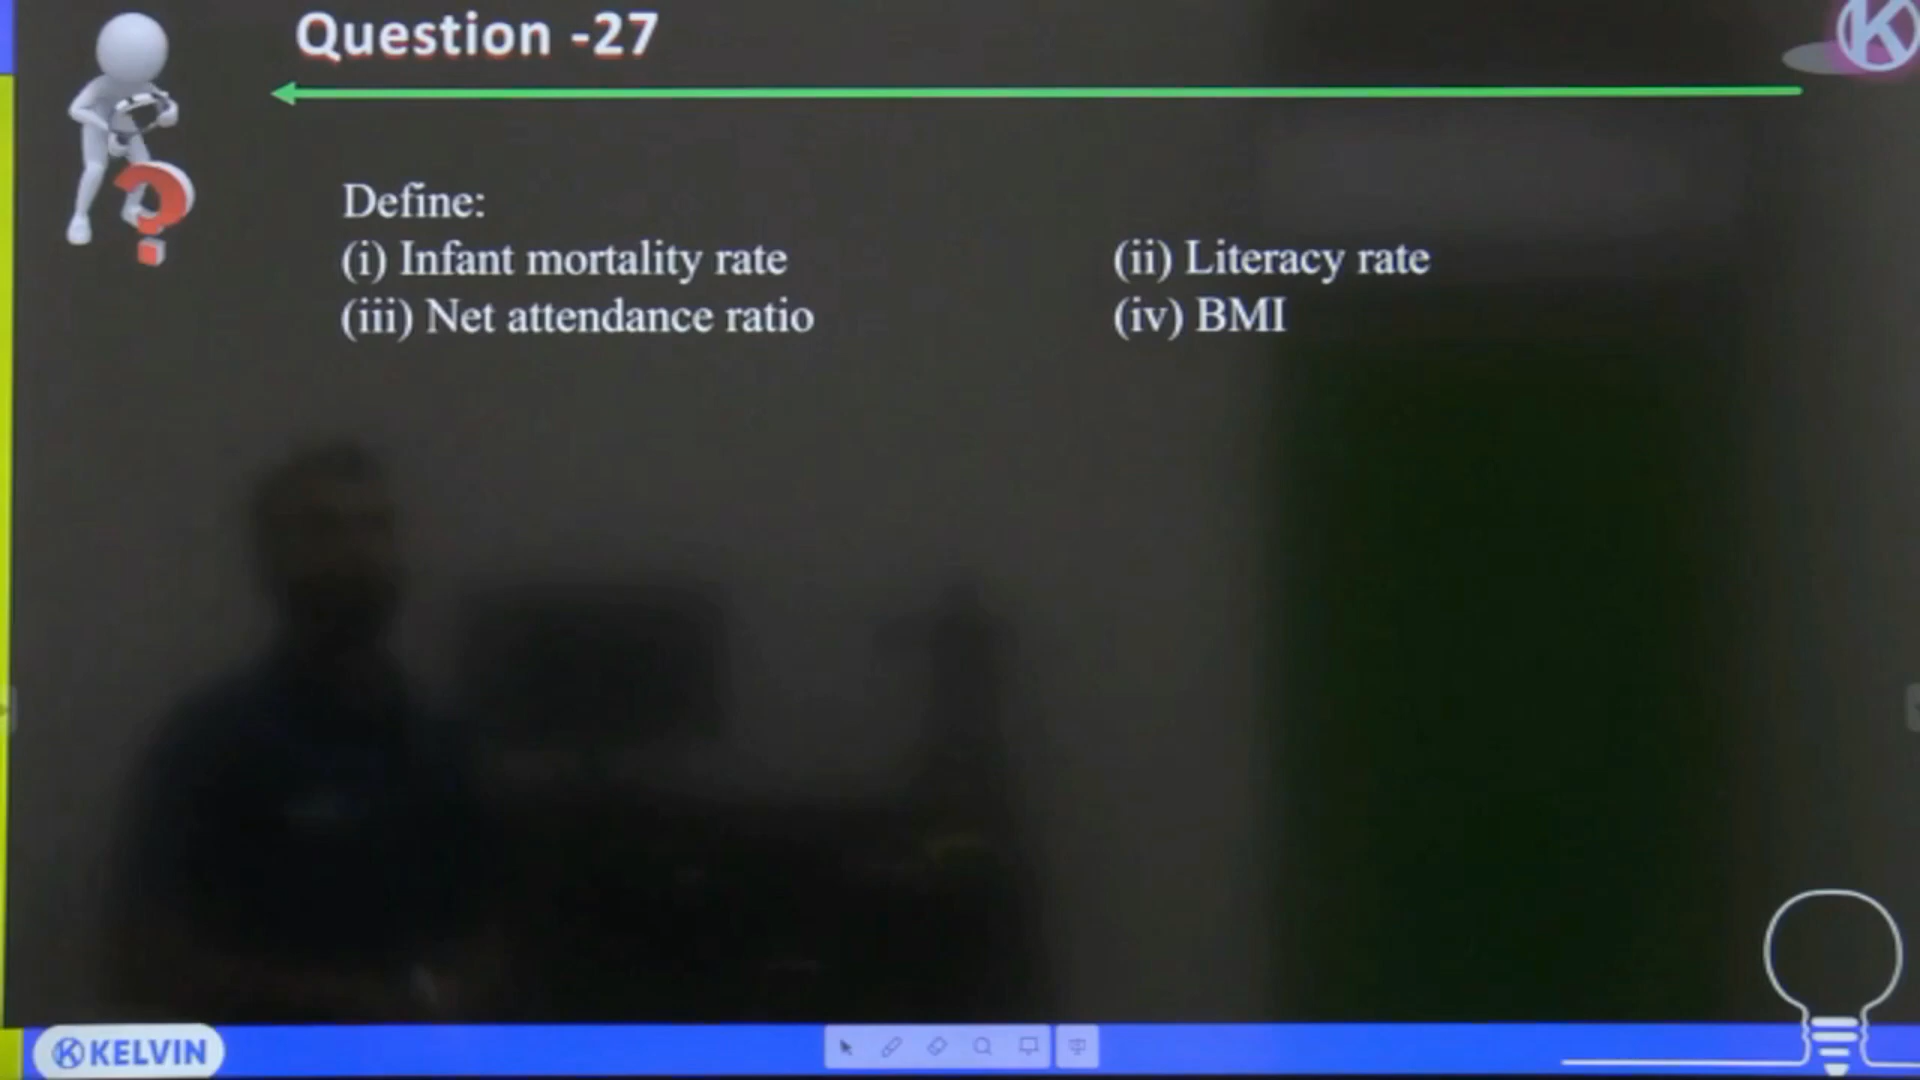 Question -27
K
Define:
(i) Infant mortality rate (ii) Literacy rate
(iii) Net attendance ratio (iv) BMI
K KELVIN